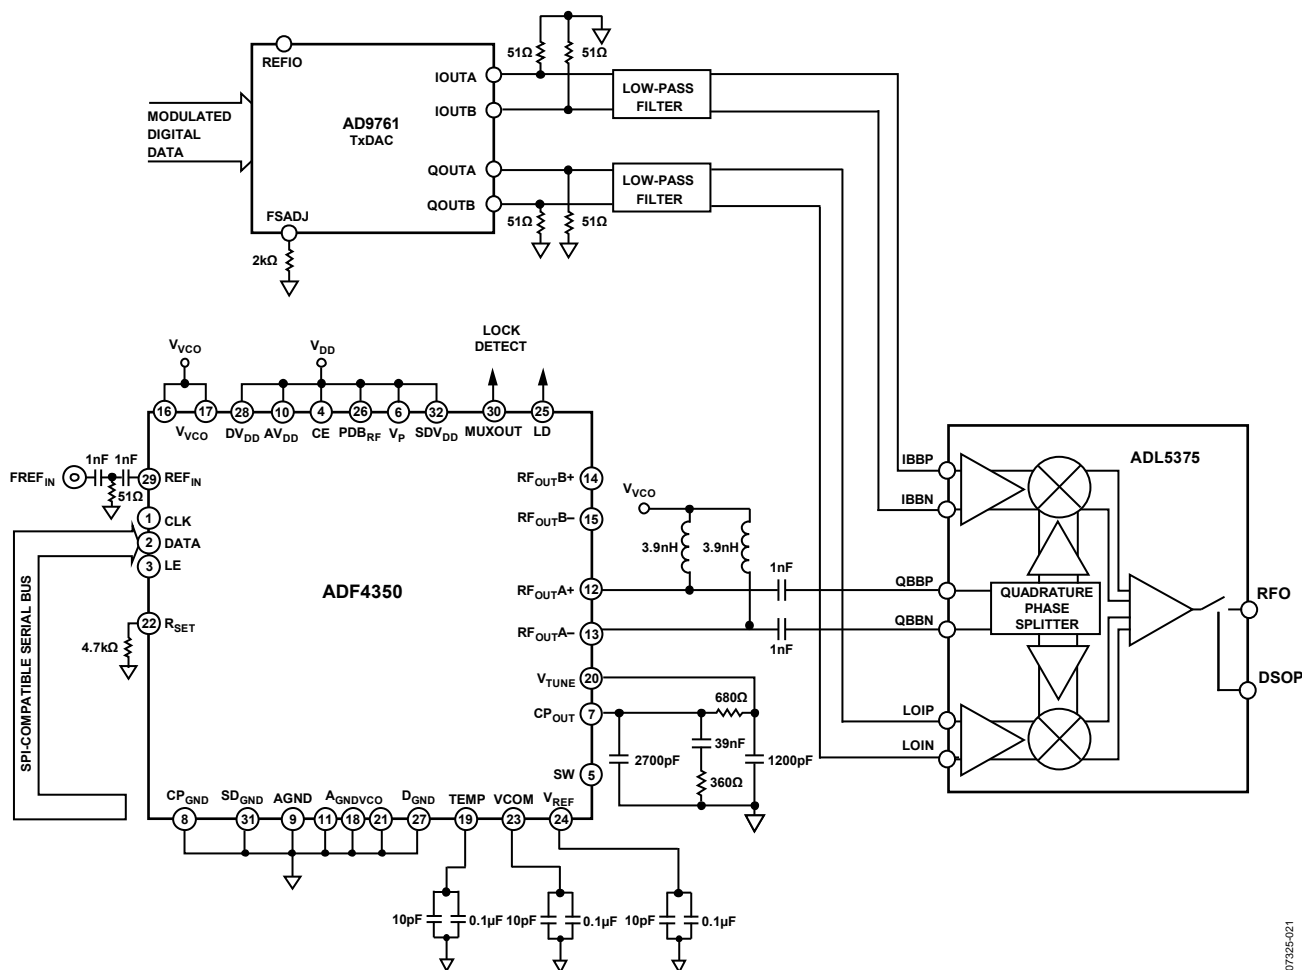 REFIO
51Ω
51Ω
IOUTA
LOW-PASS
FILTER
MODULATED
DIGITAL
DATA
AD9761
TxDAC
IOUTB
QOUTA
LOW-PASS
FILTER
QOUTB
FSADJ
51Ω
51Ω
2kΩ
LOCK
DETECT
VVCO
VDD
16
17
28
10
4
26
6
32
30
25
VVCO
DVDD
AVDD
CE
PDBRF
VP
SDVDD
MUXOUT
LD
1nF
1nF
FREFIN
29
REFIN
51Ω
RFOUTB+
14
1
CLK
RFOUTB–
15
2
DATA
3
LE
SPI-COMPATIBLE SERIAL BUS
ADF4350
VVCO
3.9nH
3.9nH
1nF
RFOUTA+
12
RFOUTA–
13
1nF
22
RSET
4.7kΩ
VTUNE
20
680Ω
CPOUT
7
39nF
2700pF
1200pF
360Ω
SW
5
CPGND
SDGND
AGND
AGNDVCO
DGND
TEMP
VCOM
VREF
8
31
9
11
18
21
27
19
23
24
10pF
0.1µF
10pF
0.1µF
10pF
0.1µF
ADL5375
IBBP
IBBN
QBBP
QUADRATURE
PHASE
SPLITTER
QBBN
RFO
DSOP
LOIP
LOIN
07325-021